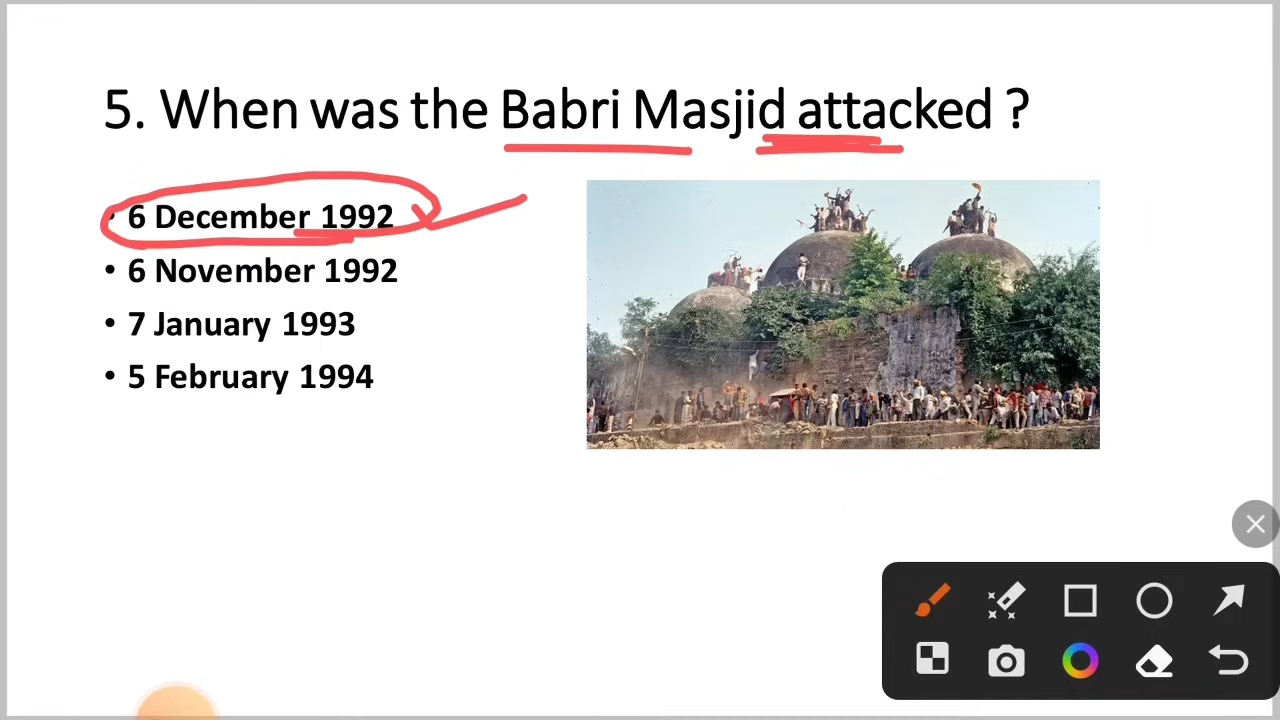 5. When was the Babri Masjid attacked ?
• 6 December 1992
• 6 November 1992
• 7 January 1993
• 5 February 1994